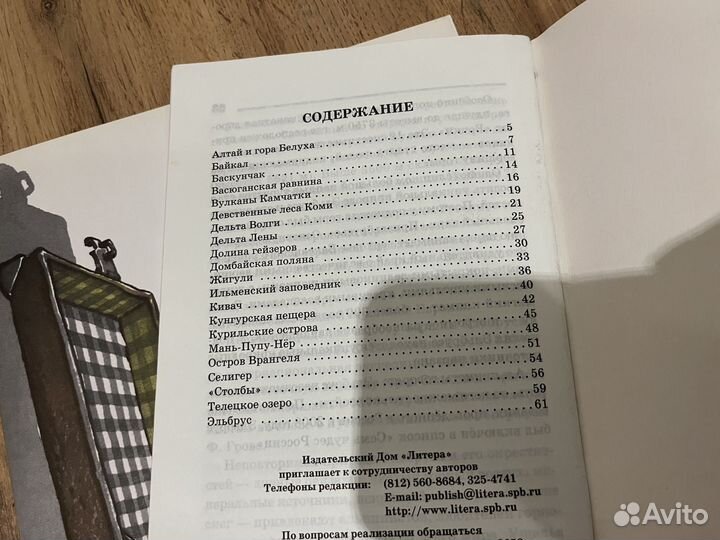 СОДЕРЖАНИЕ
Алтай и гора Белуха . . . . . . . . . . 5
Байкал . . . . . . . . . . 7
Баскунчак . . . . . . . . . . 11
Васюганская равнина . . . . . . . . . . 14
Вулканы Камчатки . . . . . . . . . . 16
Девственные леса Коми . . . . . . . . . . 19
Дельта Волги . . . . . . . . . . 21
Дельта Лены . . . . . . . . . . 25
Долина гейзеров . . . . . . . . . . 27
Домбайская поляна . . . . . . . . . . 30
Жигули . . . . . . . . . . 33
Ильменский заповедник . . . . . . . . . . 36
Кивач . . . . . . . . . . 40
Кунгурская пещера . . . . . . . . . . 42
Курильские острова . . . . . . . . . . 45
Мань-Пупу-Нёр . . . . . . . . . . 48
Остров Врангеля . . . . . . . . . . 51
Селигер . . . . . . . . . . 54
«Столбы» . . . . . . . . . . 56
Телецкое озеро . . . . . . . . . . 59
Эльбрус . . . . . . . . . . 61
Издательский Дом «Литера»
приглашает к сотрудничеству авторов
Телефоны редакции: (812) 560-8684, 325-4741
E-mail: publish@litera.spb.ru
http://www.litera.spb.ru
По вопросам реализации обращаться
Avito